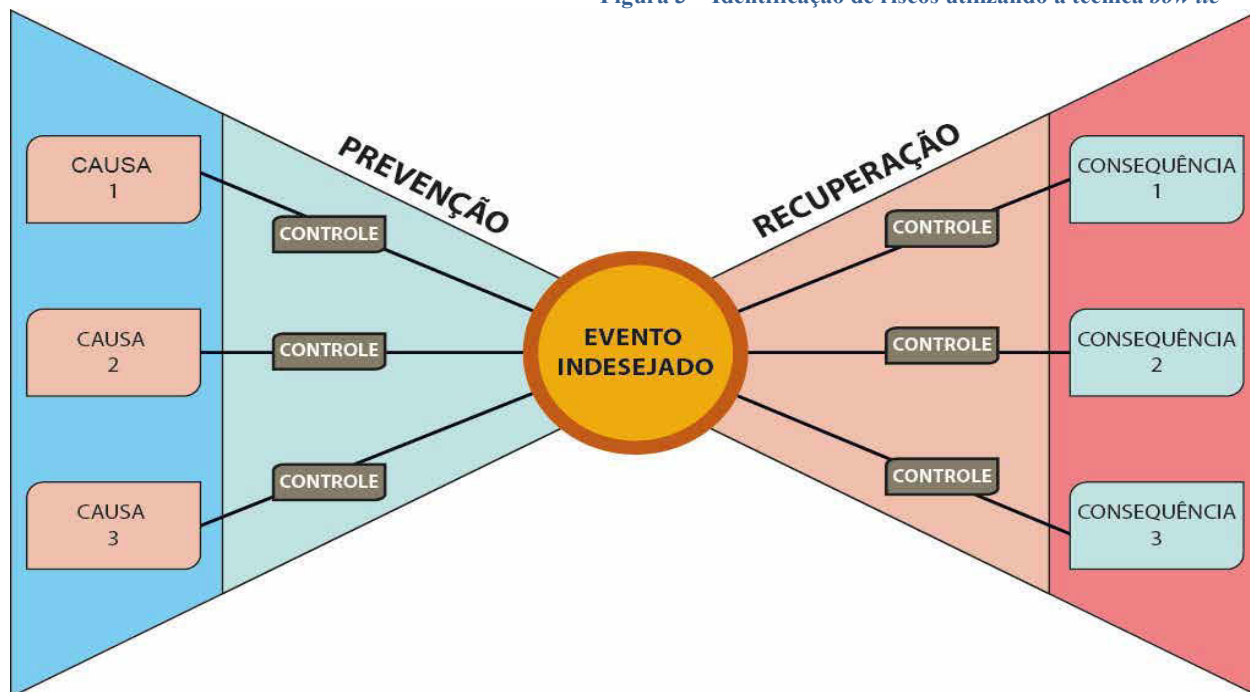 Figura – Identificação de riscos utilizando a técnica bow tie
PREVENÇÃO
RECUPERAÇÃO
CAUSA
1
CONTROLE
CONTROLE
CONSEQUÊNCIA
1
CAUSA
2
CONTROLE
EVENTO
INDESEJADO
CONTROLE
CONSEQUÊNCIA
2
CAUSA
3
CONTROLE
CONTROLE
CONSEQUÊNCIA
3